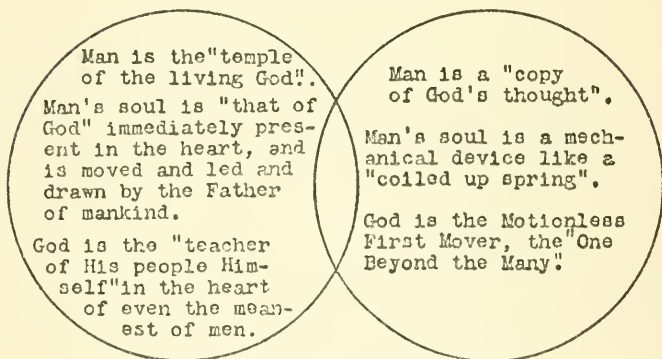 Man is the"temple
of the living God".
Man's soul is "that of
God" immediately pres-
ent in the heart, and
is moved and led and
drawn by the Father
of mankind.
God is the "teacher
of His people Him-
self"in the heart
of even the mean-
est of men.
Man is a "copy
of God's thought".
Man's soul is a mech-
anical device like a
"coiled up spring".
God is the Motionless
First Mover, the"One
Beyond the Many".